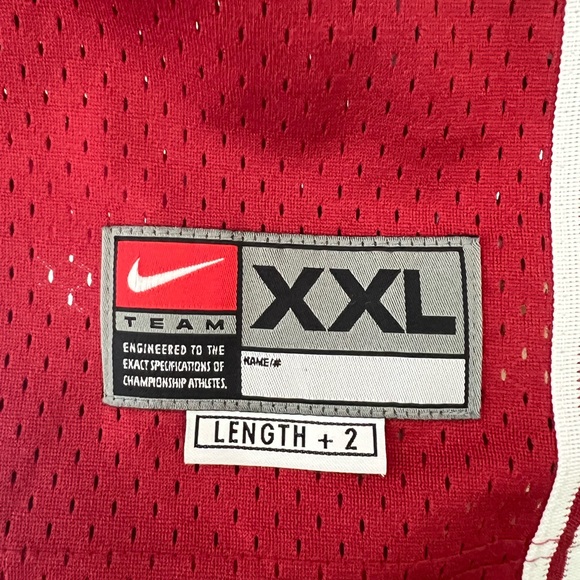 XXL
TEAM
ENGINEERED TO THE
EXACT SPECIFICATIONS OF
CHAMPIONSHIP ATHLETES.
NAME/#
LENGTH + 2